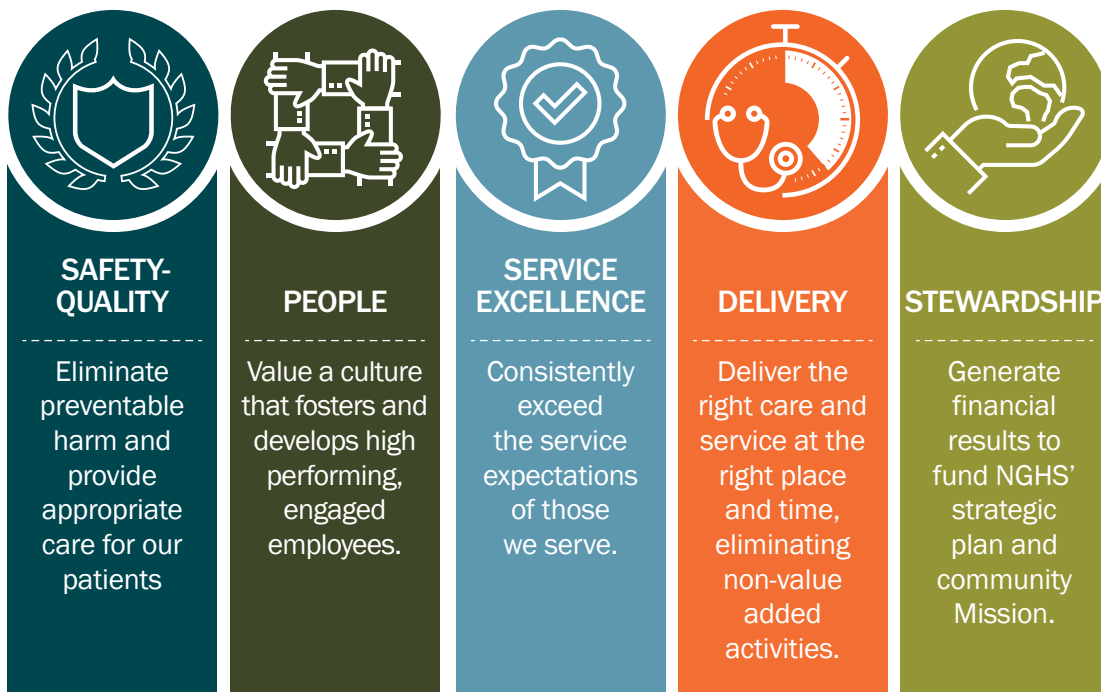 SAFETY-
QUALITY
Eliminate
preventable
harm and
provide
appropriate
care for our
patients
PEOPLE
Value a culture
that fosters and
develops high
performing,
engaged
employees.
SERVICE
EXCELLENCE
Consistently
exceed
the service
expectations
of those
we serve.
DELIVERY
Deliver the
right care and
service at the
right place
and time,
eliminating
non-value
added
activities.
STEWARDSHIP
Generate
financial
results to
fund NGHS’
strategic
plan and
community
Mission.